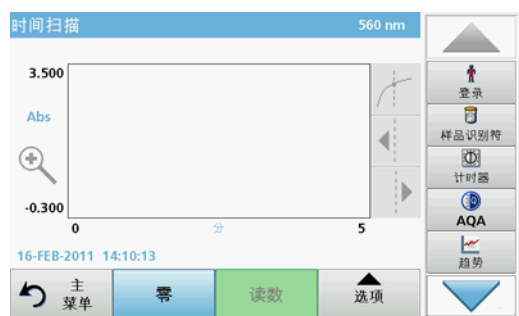 时间扫描
560 nm
3.500
Abs
-0.300
0
分
5
16-FEB-2011 14:10:13
主
菜单
零
读数
选项
登录
样品识别符
计时器
AQA
趋势